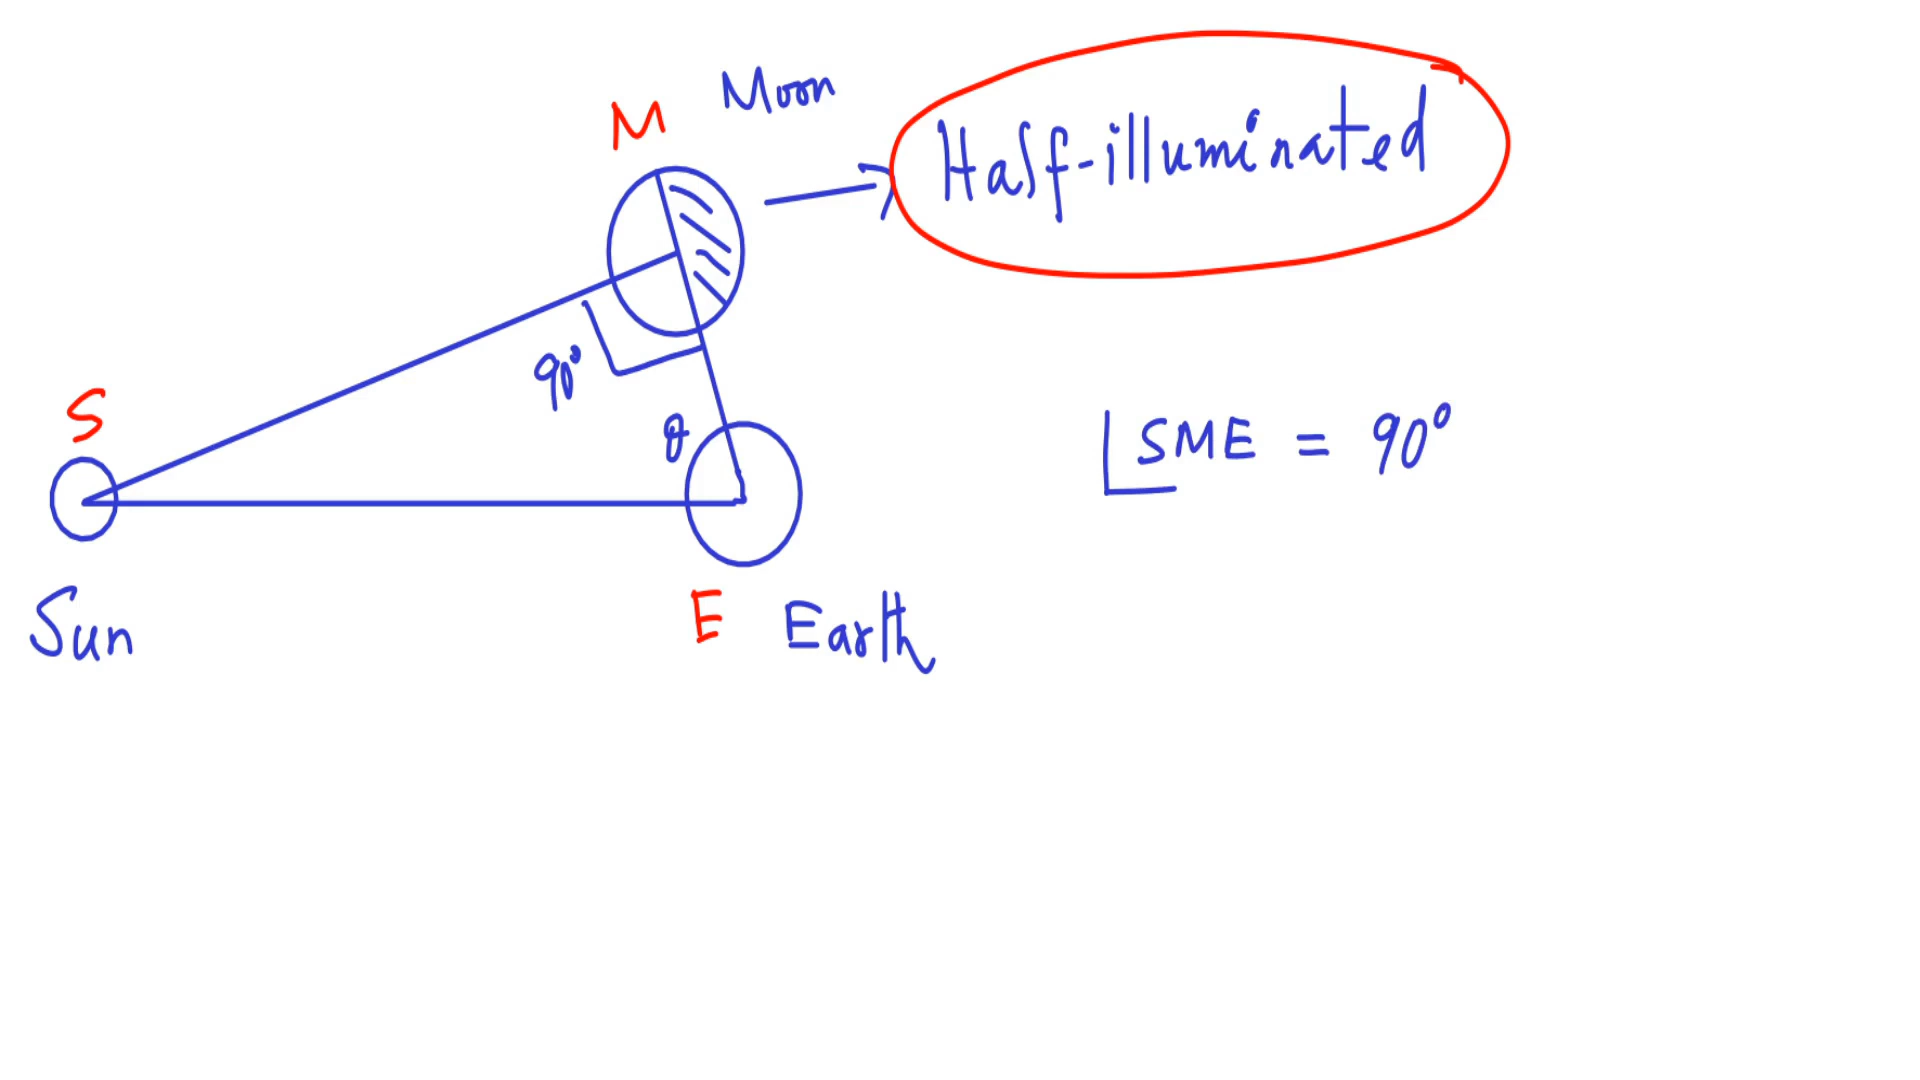 M Moon
Half-illuminated
90°
S
θ
∠SME = 90°
Sun
E Earth